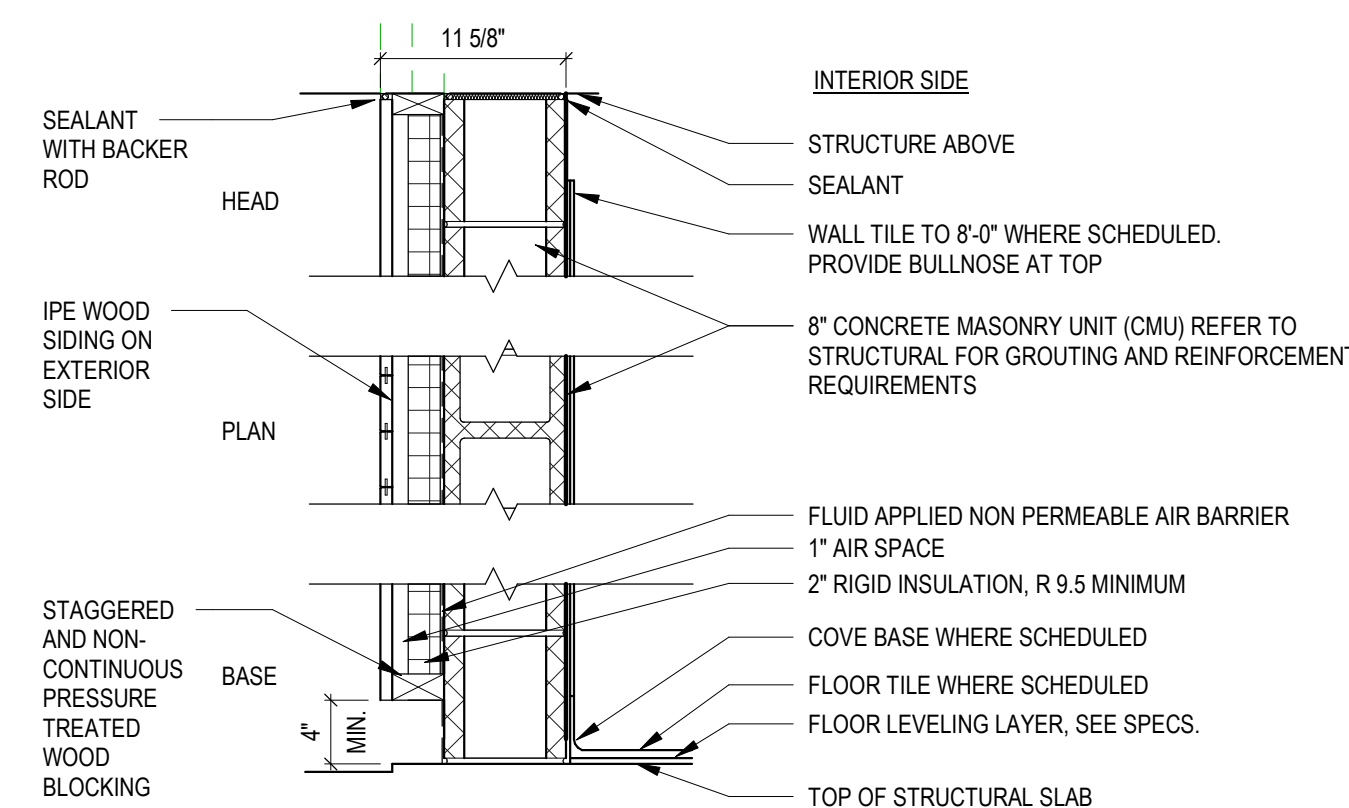 11 5/8"
INTERIOR SIDE
SEALANT
WITH BACKER
ROD
HEAD
STRUCTURE ABOVE
SEALANT
WALL TILE TO 8'-0" WHERE SCHEDULED.
PROVIDE BULLNOSE AT TOP
IPE WOOD
SIDING ON
EXTERIOR
SIDE
PLAN
8" CONCRETE MASONRY UNIT (CMU) REFER TO
STRUCTURAL FOR GROUTING AND REINFORCEMENT
REQUIREMENTS
FLUID APPLIED NON PERMEABLE AIR BARRIER
1" AIR SPACE
2" RIGID INSULATION, R 9.5 MINIMUM
STAGGERED
AND NON-
CONTINUOUS
PRESSURE
TREATED
WOOD
BLOCKING
BASE
4"
MIN.
COVE BASE WHERE SCHEDULED
FLOOR TILE WHERE SCHEDULED
FLOOR LEVELING LAYER, SEE SPECS.
TOP OF STRUCTURAL SLAB